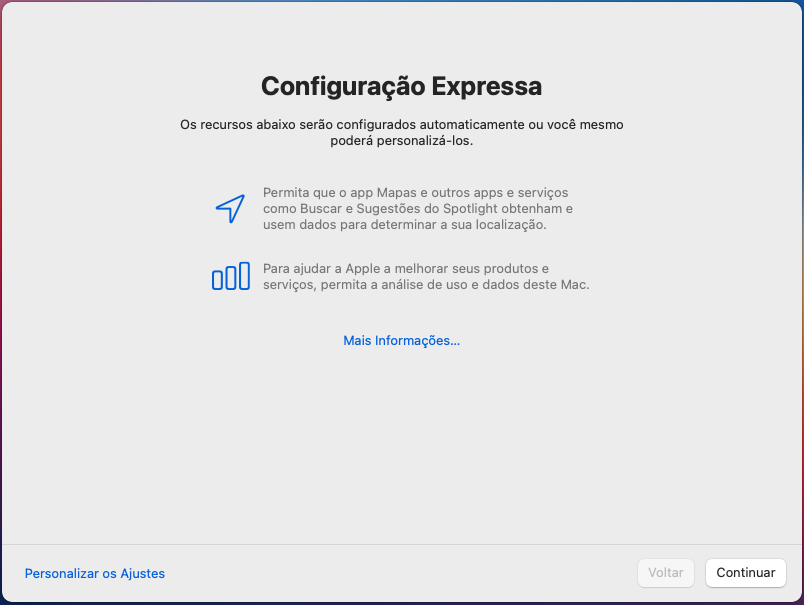 Configuração Expressa
Os recursos abaixo serão configurados automaticamente ou você mesmo
poderá personalizá-los.
Permita que o app Mapas e outros apps e serviços
como Buscar e Sugestões do Spotlight obtenham e
usem dados para determinar a sua localização.
Para ajudar a Apple a melhorar seus produtos e
serviços, permita a análise de uso e dados deste Mac.
Mais Informações...
Personalizar os Ajustes
Voltar
Continuar